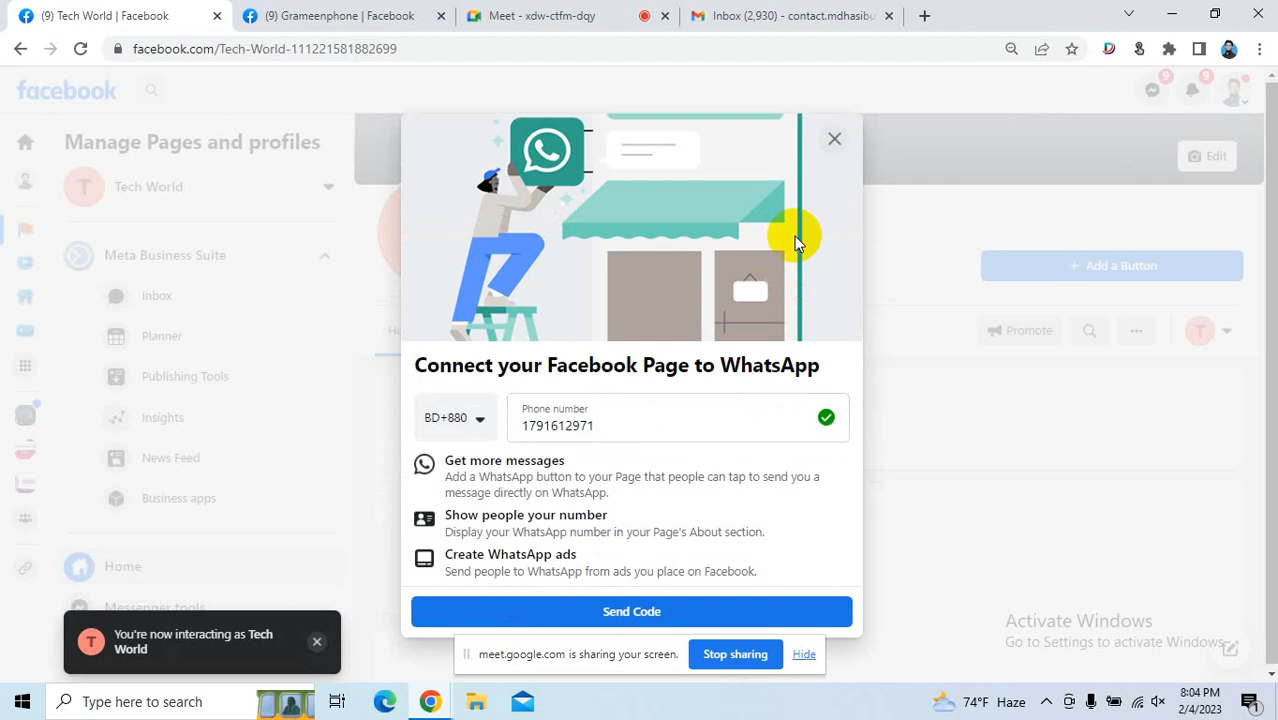 (9) Tech World | Facebook
(9) Grameenphone | Facebook
Meet - xdw-ctfm-dqy
Inbox (2,930) - contact.mdhasibu
facebook.com/Tech-World-111221581882699
facebook
9
9
Manage Pages and profiles
T
Tech World
Edit
Meta Business Suite
Add a Button
Inbox
Planner
Promote
T
Publishing Tools
Insights
News Feed
Business apps
Home
Messenger tools
Connect your Facebook Page to WhatsApp
BD+880
Phone number
1791612971
Get more messages
Add a WhatsApp button to your Page that people can tap to send you a
message directly on WhatsApp.
Show people your number
Display your WhatsApp number in your Page's About section.
Create WhatsApp ads
Send people to WhatsApp from ads you place on Facebook.
Send Code
T
You're now interacting as Tech
World
meet.google.com is sharing your screen.
Stop sharing
Hide
Activate Windows
Go to Settings to activate Windows.
Type here to search
74°F Haze
8:04 PM
2/4/2023
1